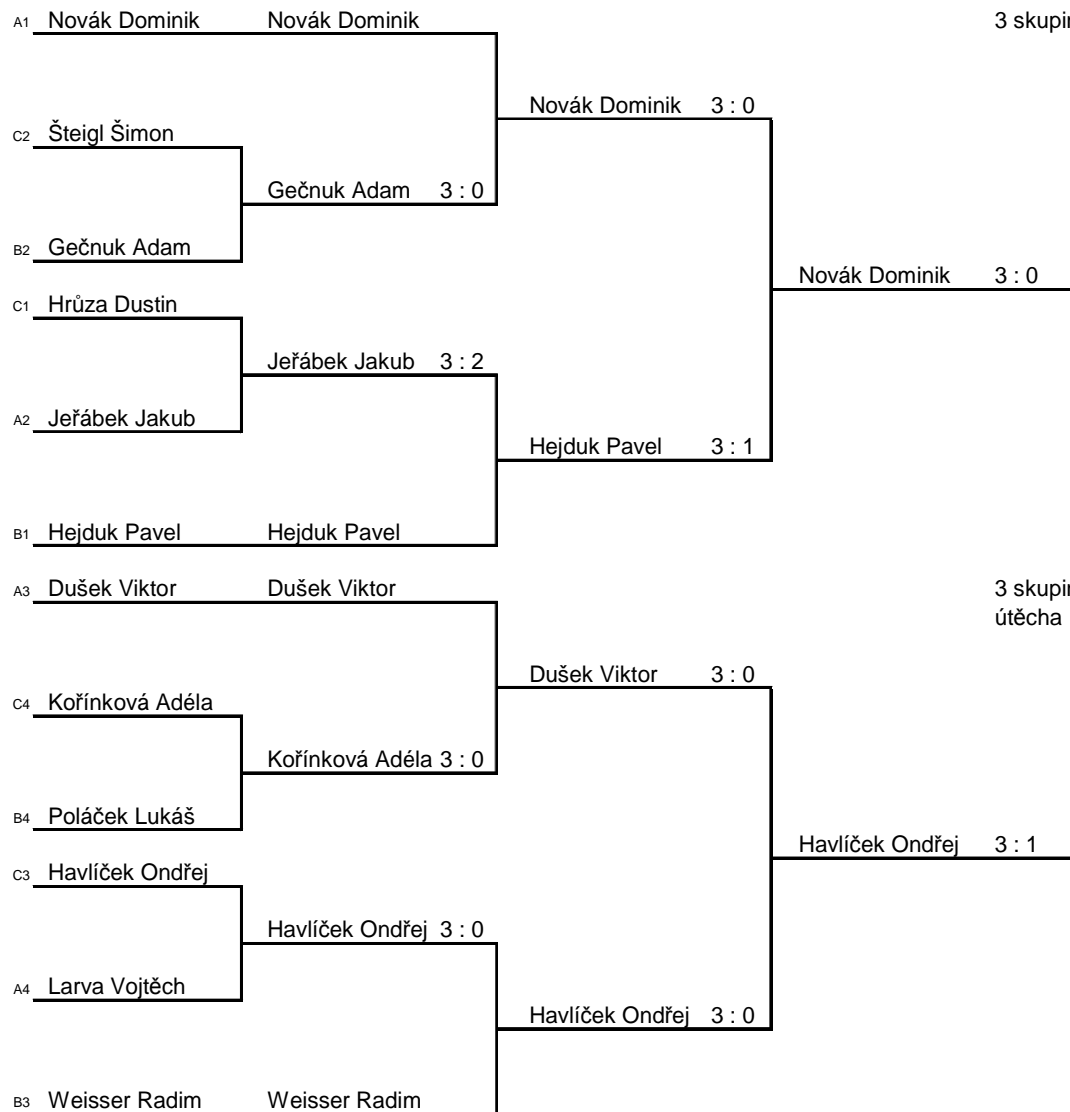 A1 Novák Dominik Novák Dominik 3 skupin
Novák Dominik 3 : 0
C2 Šteigl Šimon
Gečnuk Adam 3 : 0
B2 Gečnuk Adam
Novák Dominik 3 : 0
C1 Hrůza Dustin
Jeřábek Jakub 3 : 2
A2 Jeřábek Jakub
Hejduk Pavel 3 : 1
B1 Hejduk Pavel Hejduk Pavel
A3 Dušek Viktor Dušek Viktor 3 skupin
útěcha
Dušek Viktor 3 : 0
C4 Kořínková Adéla
Kořínková Adéla 3 : 0
B4 Poláček Lukáš
Havlíček Ondřej 3 : 1
C3 Havlíček Ondřej
Havlíček Ondřej 3 : 0
A4 Larva Vojtěch
Havlíček Ondřej 3 : 0
B3 Weisser Radim Weisser Radim